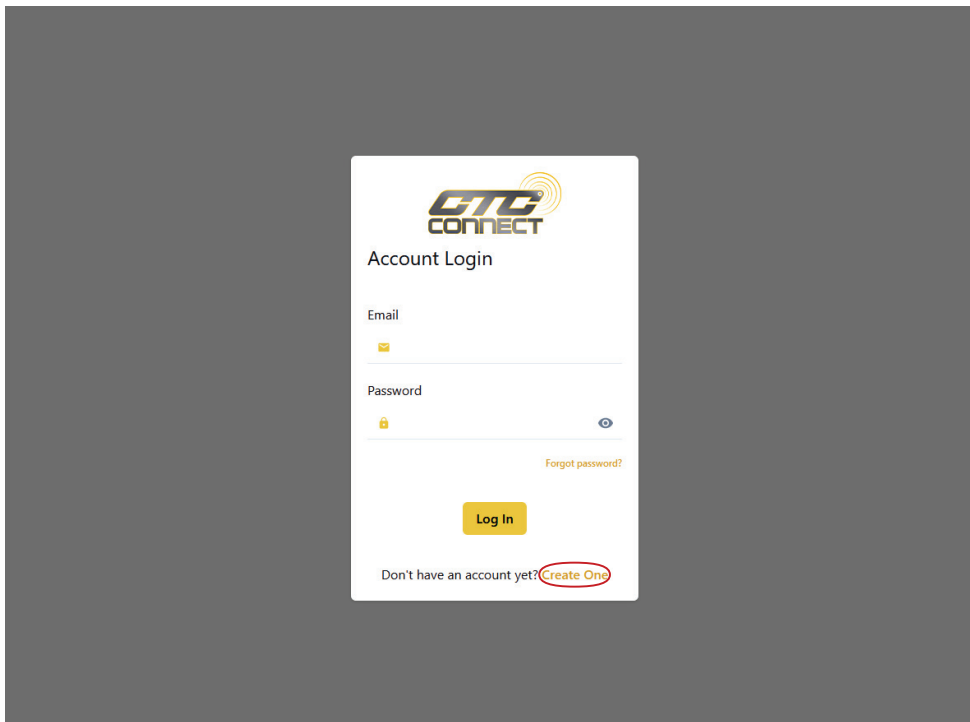 CTC
CONNECT
Account Login
Email
Password
Forgot password?
Log In
Don't have an account yet? Create One